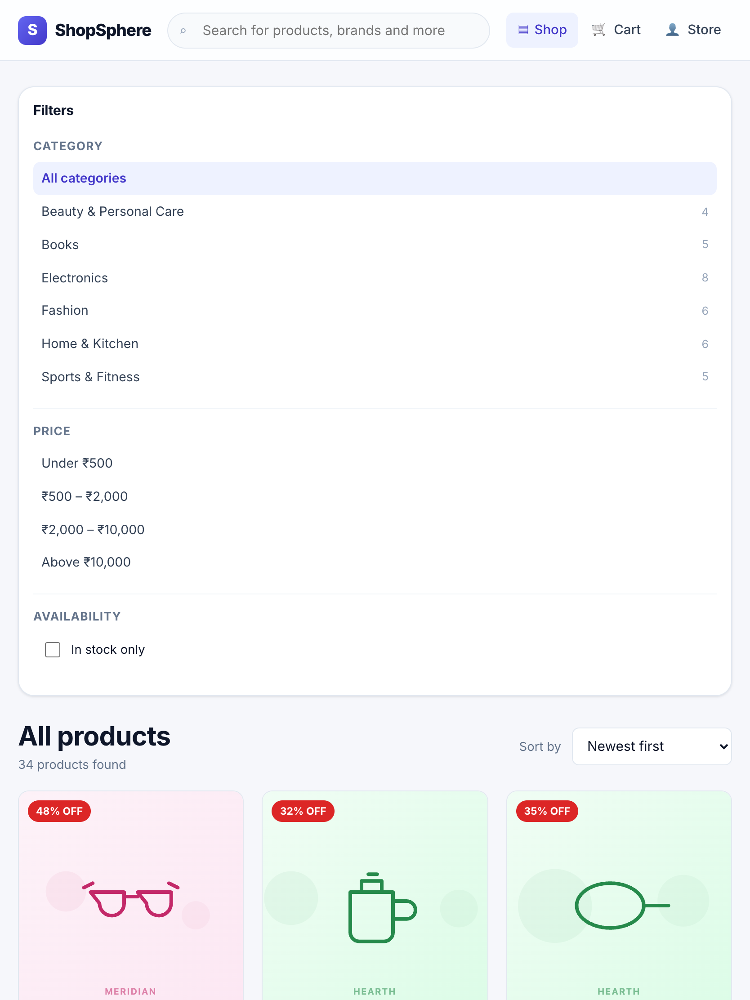 S ShopSphere Search for products, brands and more Shop Cart Store
Filters
CATEGORY
All categories
Beauty & Personal Care 4
Books 5
Electronics 8
Fashion 6
Home & Kitchen 6
Sports & Fitness 5
PRICE
Under ₹500
₹500 – ₹2,000
₹2,000 – ₹10,000
Above ₹10,000
AVAILABILITY
In stock only
All products
34 products found
Sort by Newest first
48% OFF 32% OFF 35% OFF
MERIDIAN HEARTH HEARTH